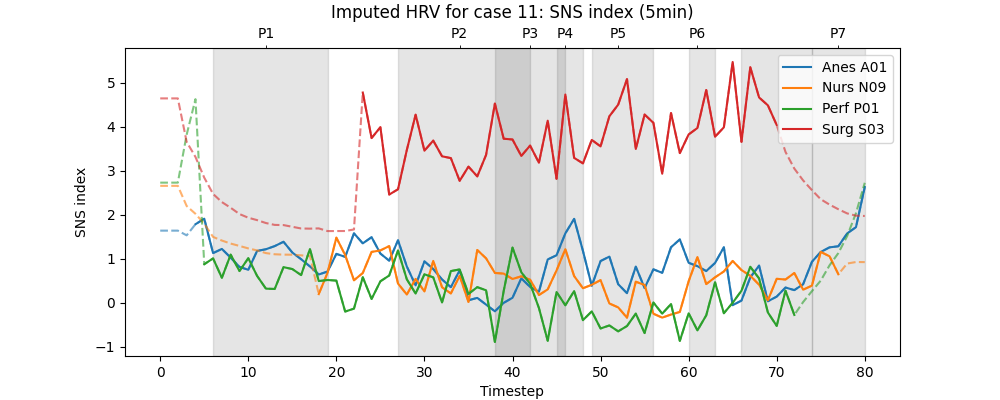 Imputed HRV for case 11: SNS index (5min)
P1 P2 P3 P4 P5 P6 P7
SNS index
5
4
3
2
1
0
−1
Anes A01
Nurs N09
Perf P01
Surg S03
0 10 20 30 40 50 60 70 80
Timestep